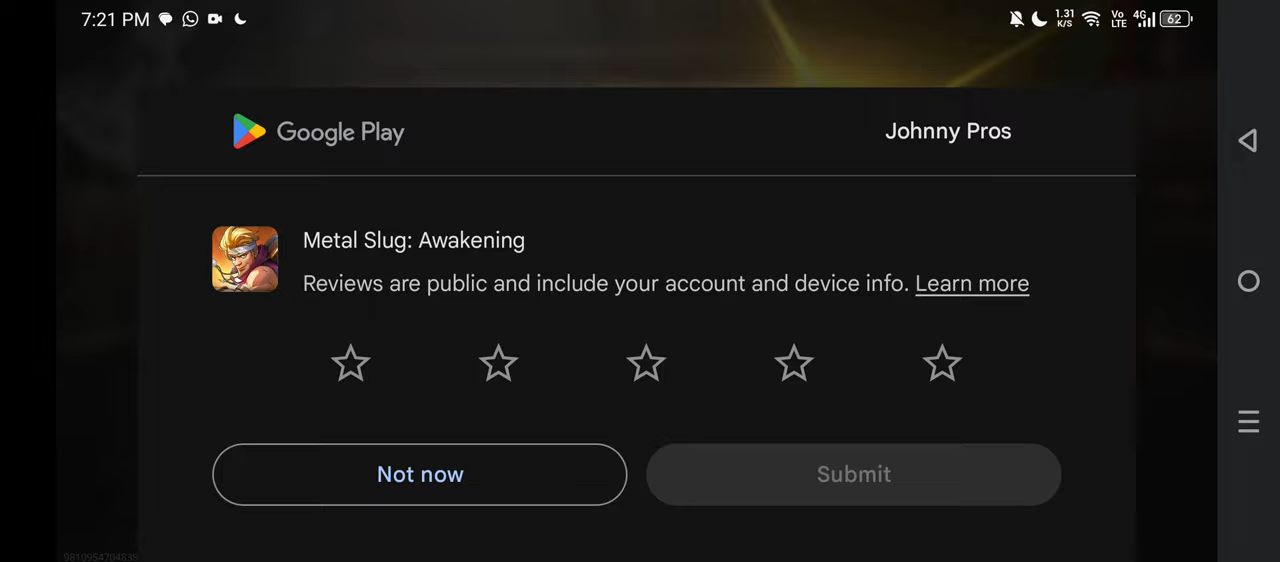 7:21 PM
1.31
K/S
Vo
LTE
4G
62
Google Play
Johnny Pros
Metal Slug: Awakening
Reviews are public and include your account and device info. Learn more
Not now
Submit